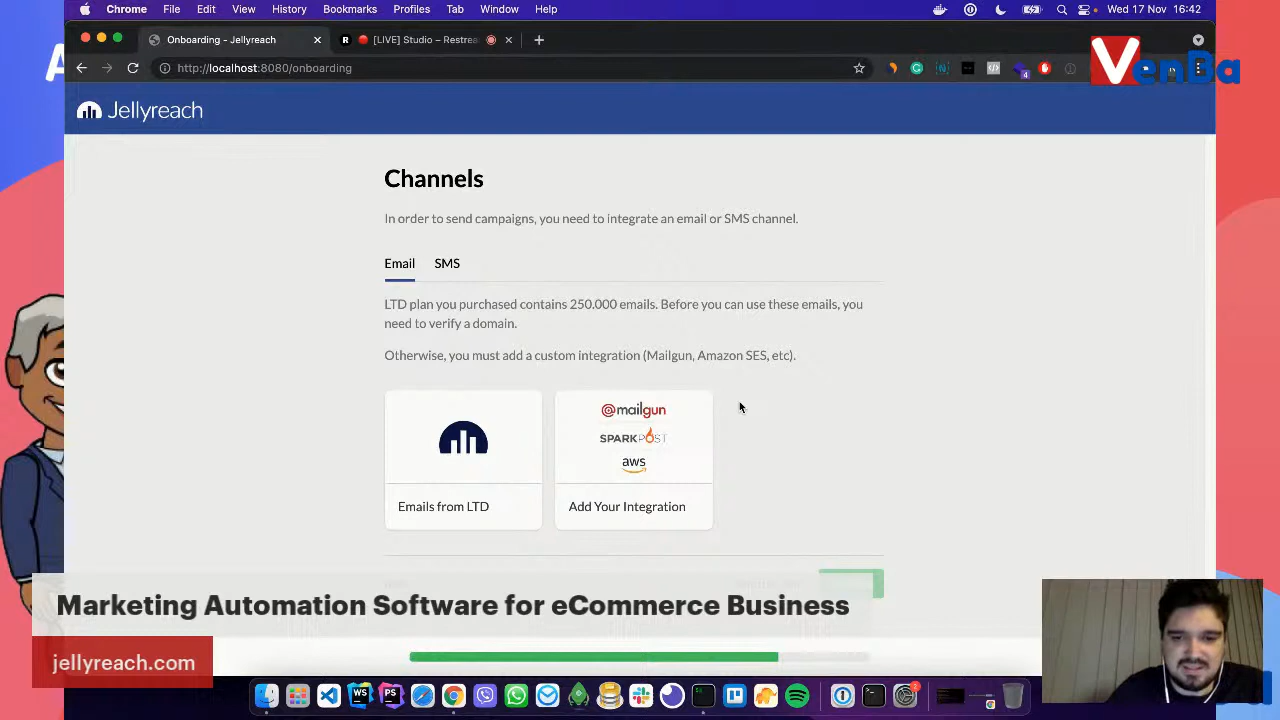 Chrome File Edit View History Bookmarks Profiles Tab Window Help Wed 17 Nov 16:42
Onboarding - Jellyreach
[LIVE] Studio – Restrea
http://localhost:8080/onboarding
4
VenBa
Jellyreach
Channels
In order to send campaigns, you need to integrate an email or SMS channel.
Email SMS
LTD plan you purchased contains 250.000 emails. Before you can use these emails, you
need to verify a domain.
Otherwise, you must add a custom integration (Mailgun, Amazon SES, etc).
@mailgun
SPARKPOST
aws
Emails from LTD
Add Your Integration
Marketing Automation Software for eCommerce Business
jellyreach.com
WS
PS